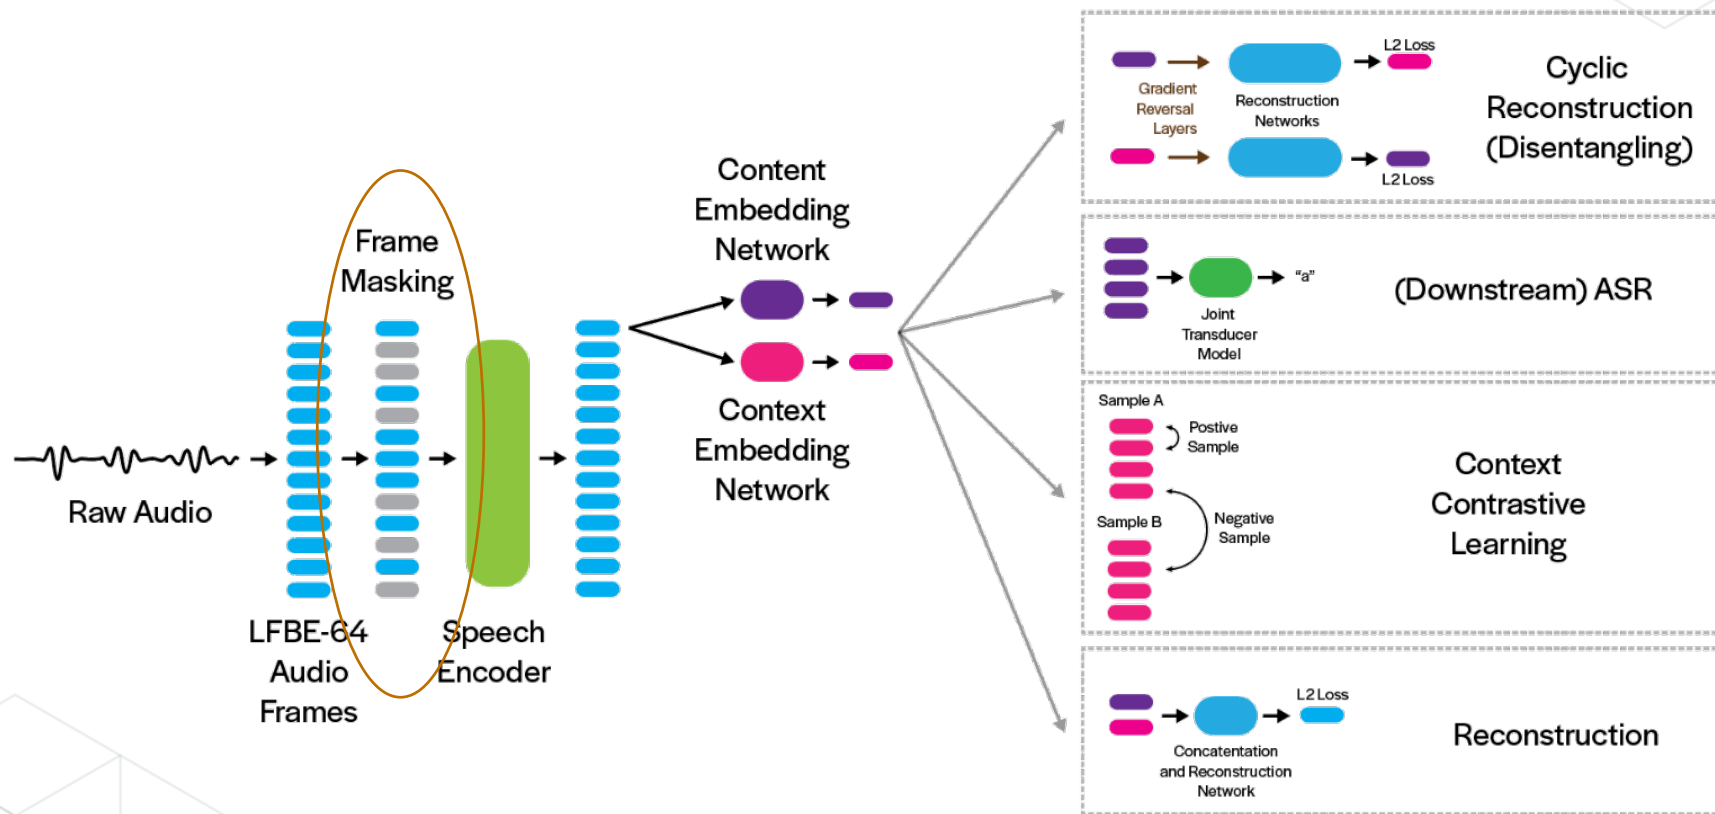 Frame
Masking
Raw Audio
LFBE-64
Audio
Frames
Speech
Encoder
Content
Embedding
Network
Context
Embedding
Network
L2 Loss
Gradient
Reversal
Layers
Reconstruction
Networks
L2 Loss
Cyclic
Reconstruction
(Disentangling)
"a"
Joint
Transducer
Model
(Downstream) ASR
Sample A
Postive
Sample
Sample B
Negative
Sample
Context
Contrastive
Learning
L2 Loss
Concatentation
and Reconstruction
Network
Reconstruction